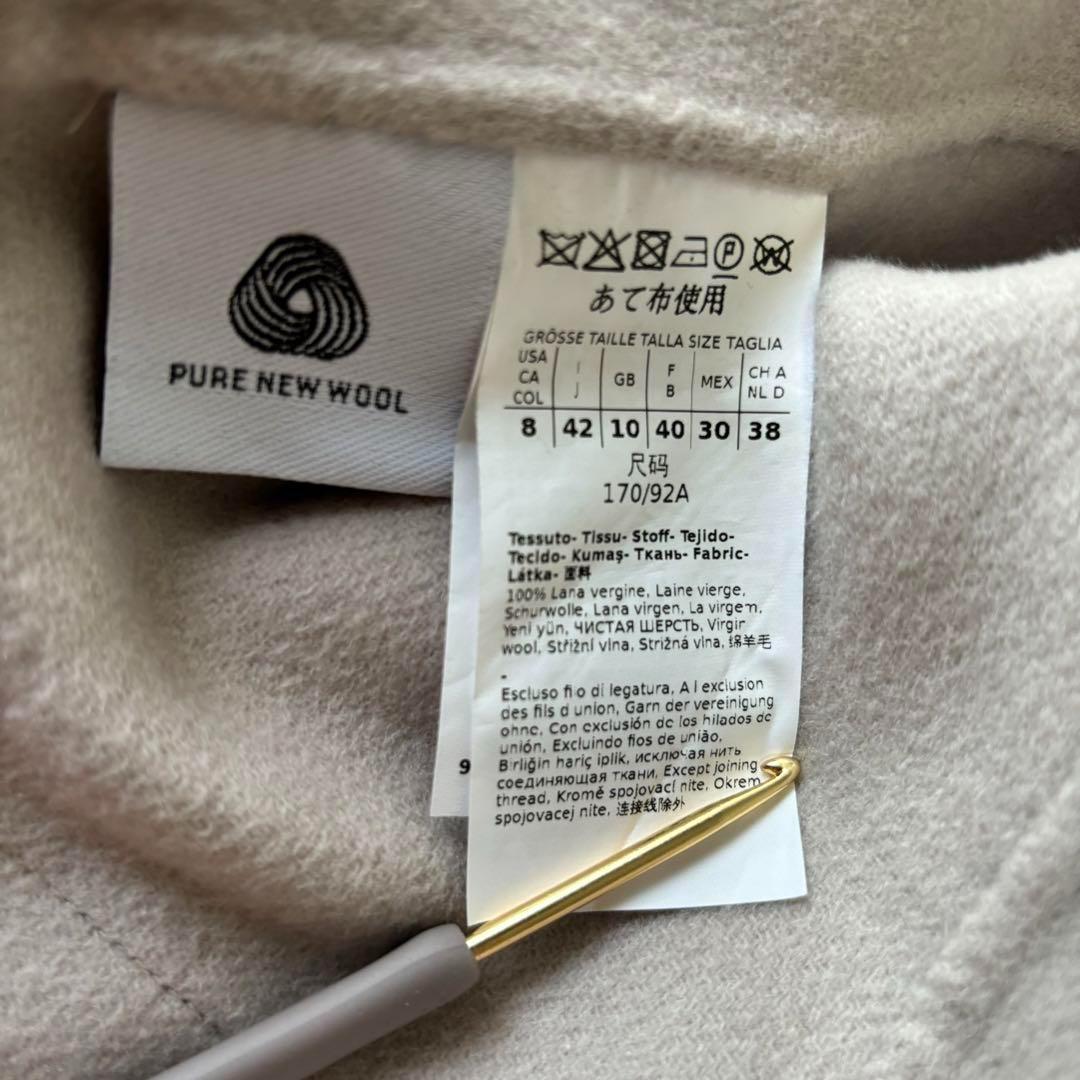 PURE NEW WOOL
P
W
あて布使用
GRÖSSE TAILLE TALLA SIZE TAGLIA
USA CA COL
I J
GB
F B
MEX
CH A NL D
8 42 10 40 30 38
尺码
170/92A
Tessuto- Tissu- Stoff- Tejido-
Tecido- Kumaş- Ткань- Fabric-
Látka- 面料
100% Lana vergine, Laine vierge,
Schurwolle, Lana virgen, Lã virgem,
Yeni yün, ЧИСТАЯ ШЕРСТЬ, Virgin
wool, Střižní vlna, Strižná vlna, 绵羊毛
-
Escluso filo di legatura, A l exclusion
des fils d union, Garn der vereinigung
ohne, Con exclusión de los hilados de
unión, Excluindo fios de união,
Birliğin hariç iplik, исключая нить
соединяющая ткани, Except joining
thread, Kromě spojovací nite, Okrem
spojovacej nite, 连接线除外
9